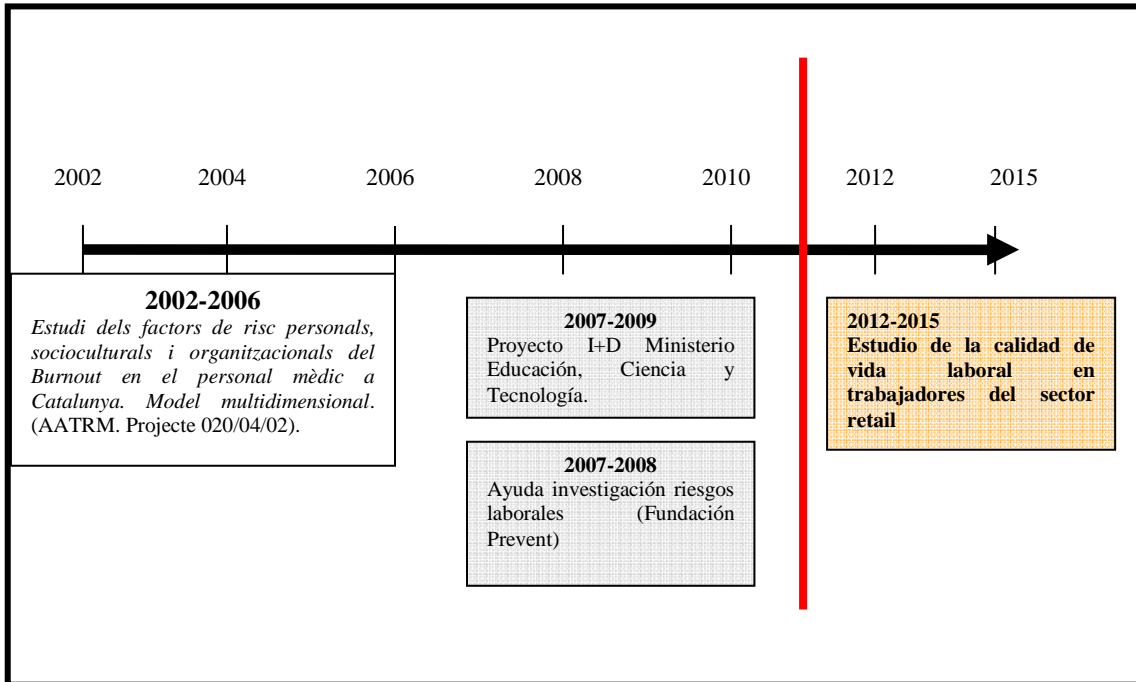 2002 2004 2006 2008 2010 2012 2015
2002-2006
Estudi dels factors de risc personals,
socioculturals i organitzacionals del
Burnout en el personal mèdic a
Catalunya. Model multidimensional.
(AATRM. Projecte 020/04/02).
2007-2009
Proyecto I+D Ministerio
Educación, Ciencia y
Tecnología.
2007-2008
Ayuda investigación riesgos
laborales (Fundación
Prevent)
2012-2015
Estudio de la calidad de
vida laboral en
trabajadores del sector
retail